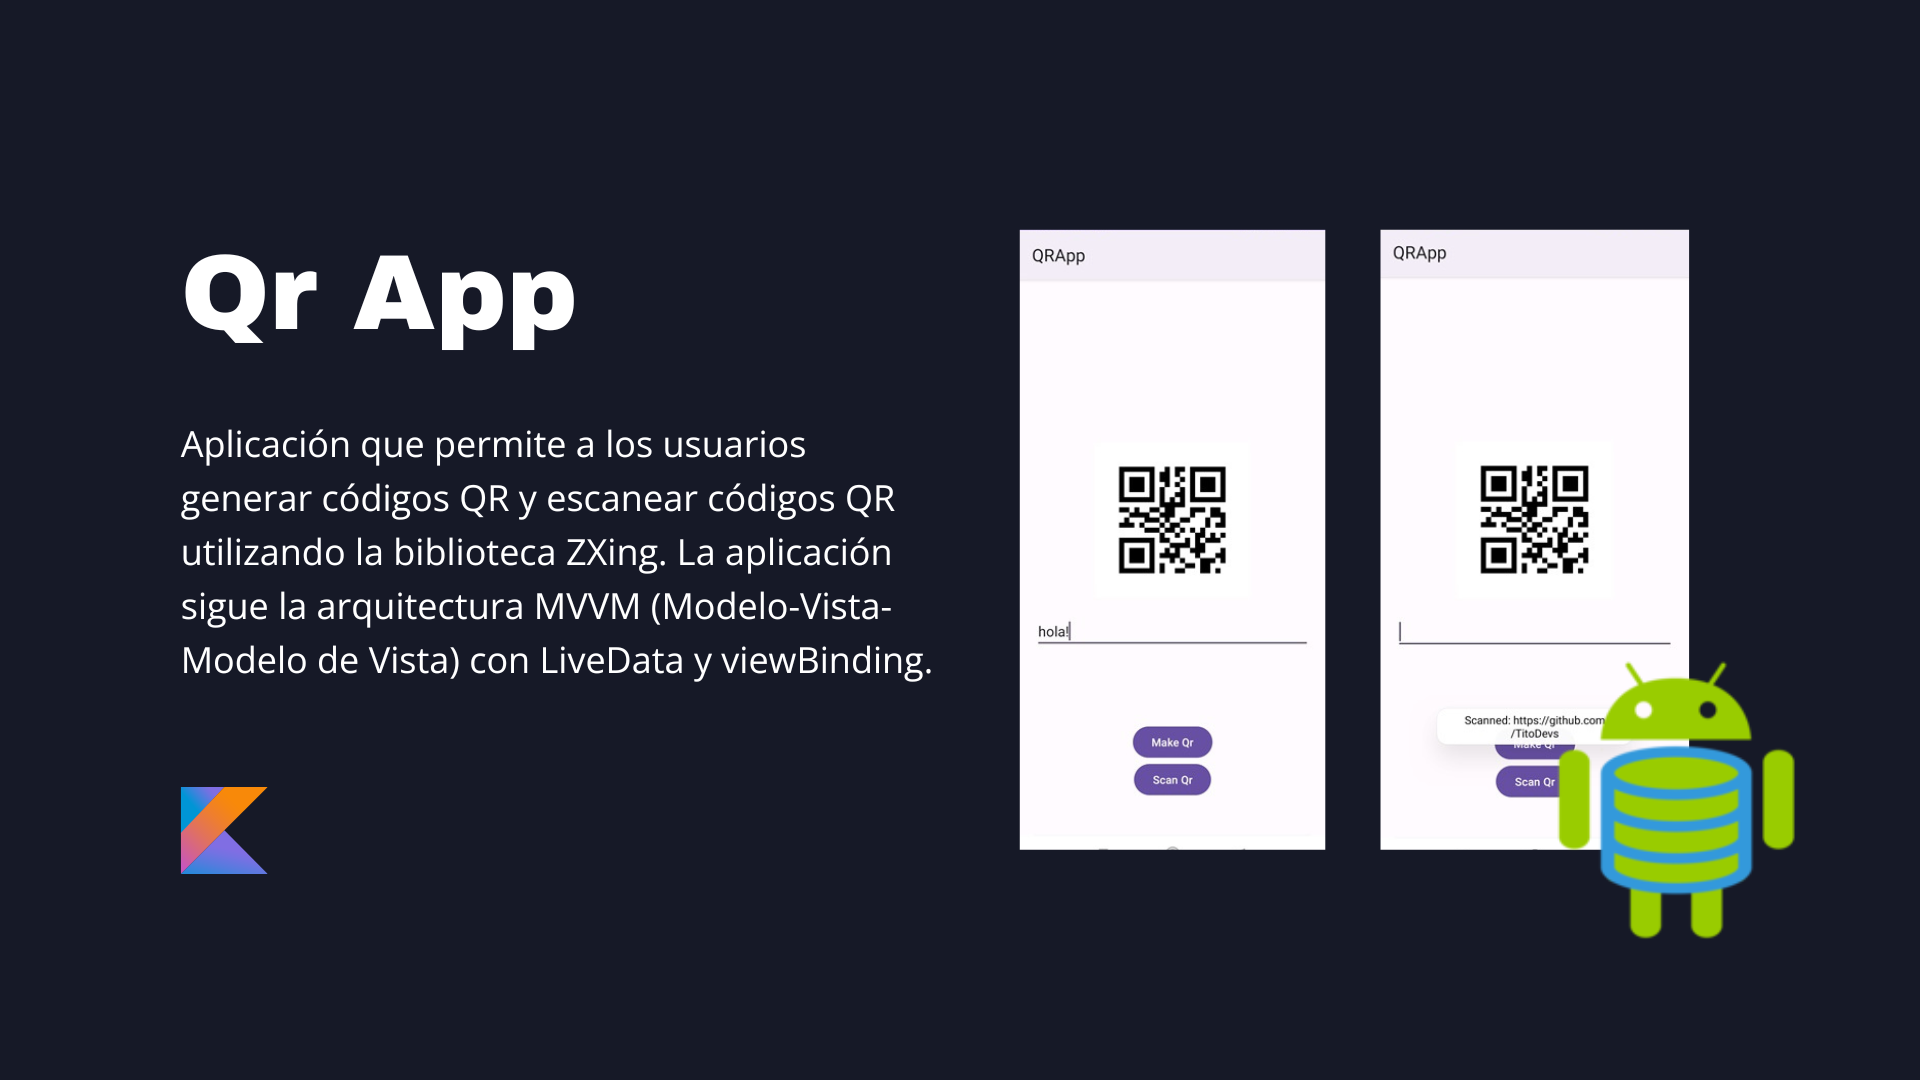 Qr App
Aplicación que permite a los usuarios
generar códigos QR y escanear códigos QR
utilizando la biblioteca ZXing. La aplicación
sigue la arquitectura MVVM (Modelo-Vista-
Modelo de Vista) con LiveData y viewBinding.
QRApp
hola!
Make Qr
Scan Qr
QRApp
Scanned: https://github.com
/TitoDevs
Make Qr
Scan Qr